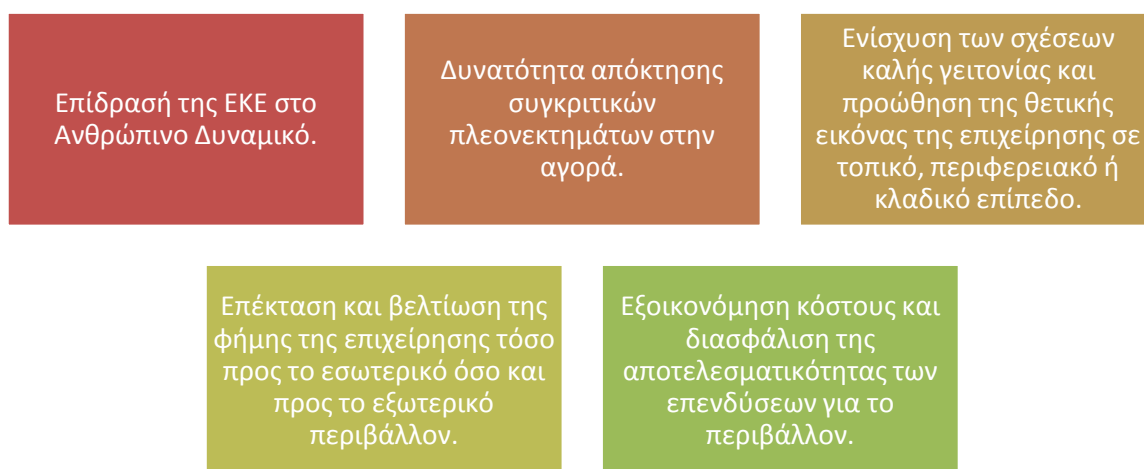 Επίδρασή της ΕΚΕ στο
Ανθρώπινο Δυναμικό.
Δυνατότητα απόκτησης
συγκριτικών
πλεονεκτημάτων στην
αγορά.
Ενίσχυση των σχέσεων
καλής γειτονίας και
προώθηση της θετικής
εικόνας της επιχείρησης σε
τοπικό, περιφερειακό ή
κλαδικό επίπεδο.
Επέκταση και βελτίωση της
φήμης της επιχείρησης τόσο
προς το εσωτερικό όσο και
προς το εξωτερικό
περιβάλλον.
Εξοικονόμηση κόστους και
διασφάλιση της
αποτελεσματικότητας των
επενδύσεων για το
περιβάλλον.